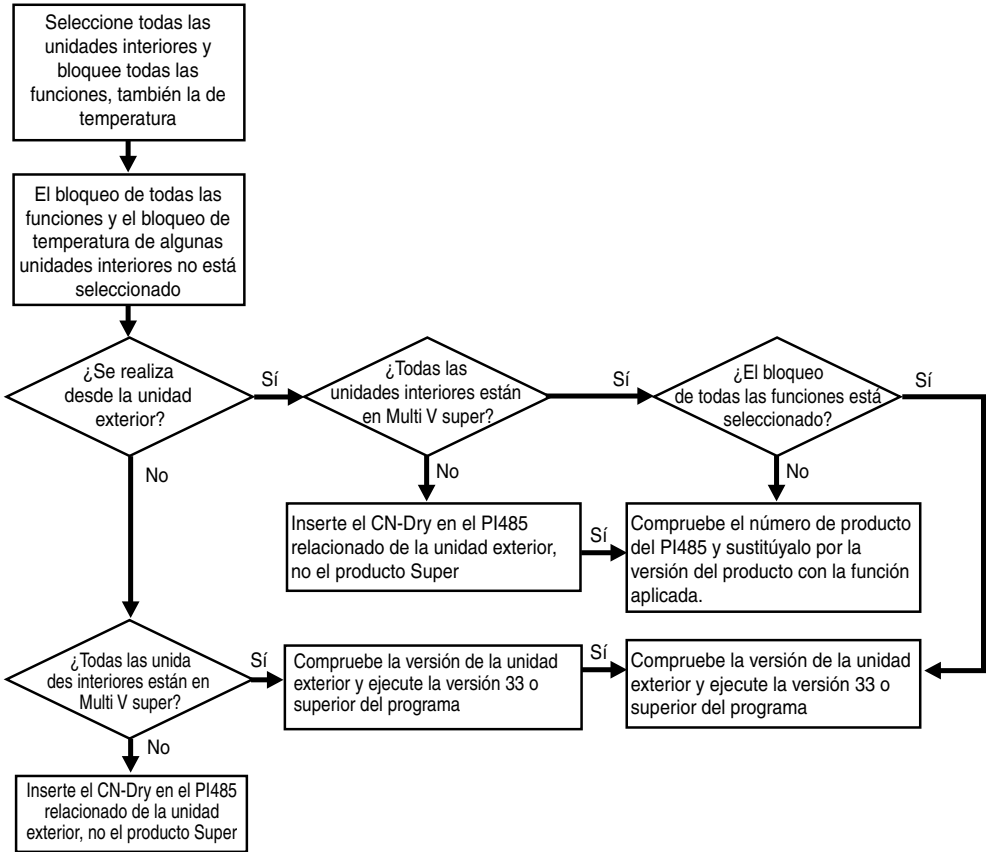 Seleccione todas las
unidades interiores y
bloquee todas las
funciones, también la de
temperatura
El bloqueo de todas las
funciones y el bloqueo de
temperatura de algunas
unidades interiores no está
seleccionado
¿Se realiza
desde la unidad
exterior?
Sí
¿Todas las
unidades interiores están
en Multi V super?
Sí
¿El bloqueo
de todas las funciones está
seleccionado?
Sí
No
No
No
Inserte el CN-Dry en el PI485
relacionado de la unidad exterior,
no el producto Super
Sí
Compruebe el número de producto
del PI485 y sustitúyalo por la
versión del producto con la función
aplicada.
¿Todas las unida
des interiores están en
Multi V super?
Sí
Compruebe la versión de la unidad
exterior y ejecute la versión 33 o
superior del programa
Sí
Compruebe la versión de la unidad
exterior y ejecute la versión 33 o
superior del programa
No
Inserte el CN-Dry en el PI485
relacionado de la unidad
exterior, no el producto Super